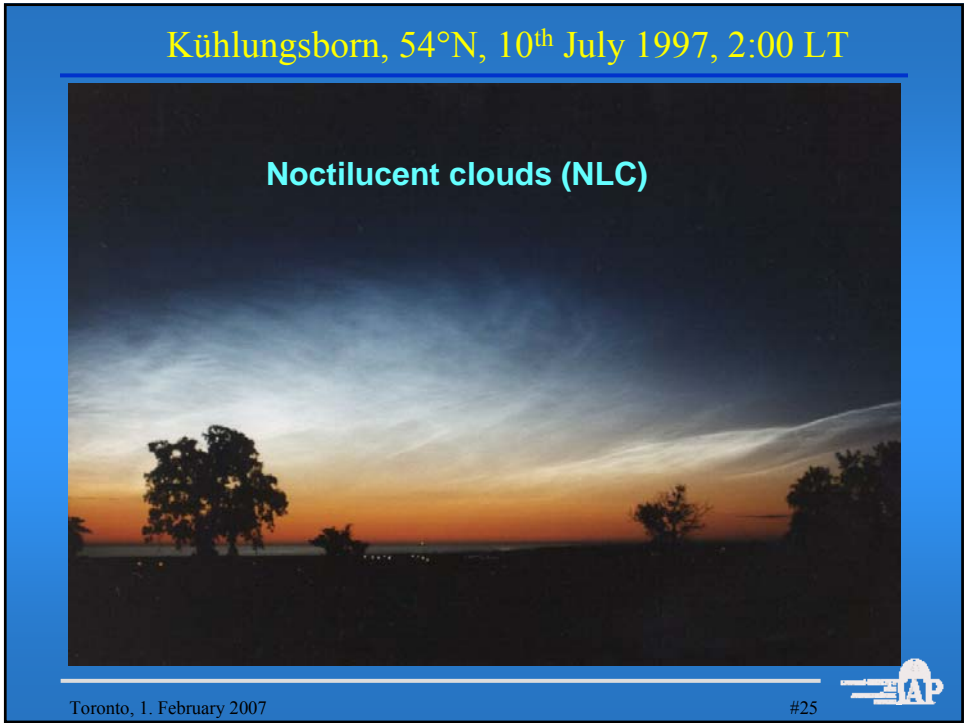 Kühlungsborn, 54°N, 10th July 1997, 2:00 LT
Noctilucent clouds (NLC)
Toronto, 1. February 2007 #25
IAP